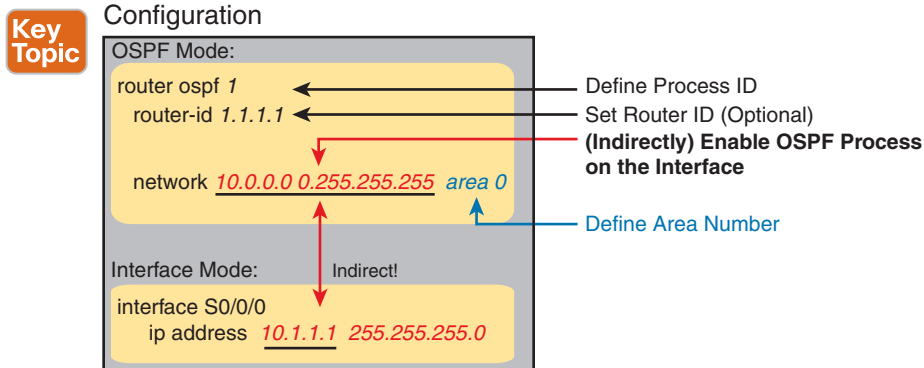 Key
Topic
Configuration
OSPF Mode:
router ospf 1
Define Process ID
router-id 1.1.1.1
Set Router ID (Optional)
(Indirectly) Enable OSPF Process
on the Interface
network 10.0.0.0 0.255.255.255 area 0
Define Area Number
Interface Mode:
Indirect!
interface S0/0/0
ip address 10.1.1.1 255.255.255.0